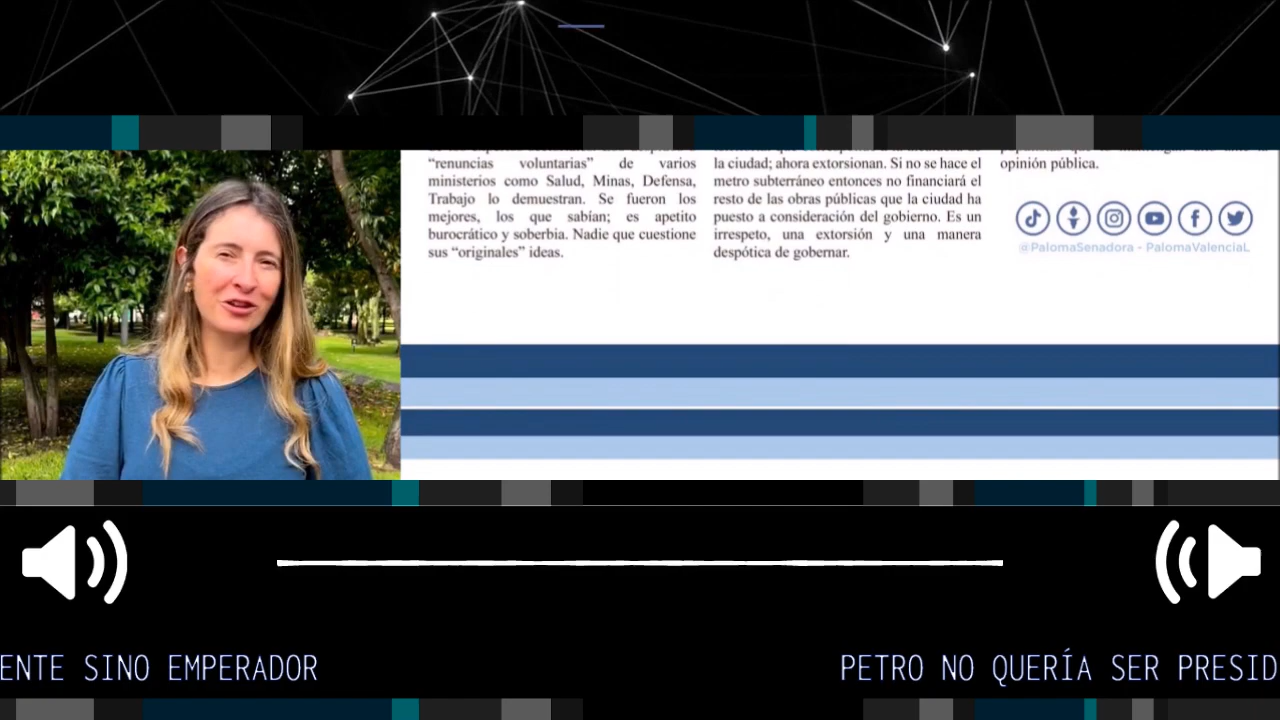 “renuncias voluntarias” de varios
ministerios como Salud, Minas, Defensa,
Trabajo lo demuestran. Se fueron los
mejores, los que sabían; es apetito
burocrático y soberbia. Nadie que cuestione
sus “originales” ideas.
la ciudad; ahora extorsionan. Si no se hace el
metro subterráneo entonces no financiará el
resto de las obras públicas que la ciudad ha
puesto a consideración del gobierno. Es un
irrespeto, una extorsión y una manera
despótica de gobernar.
opinión pública.
@PalomaSenadora - PalomaValenciaL
ENTE SINO EMPERADOR
PETRO NO QUERÍA SER PRESID